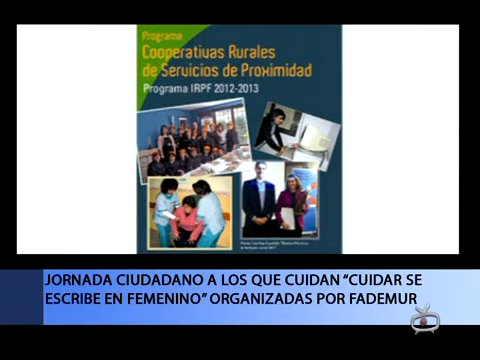 Programa
Cooperativas Rurales
de Servicios de Proximidad
Programa IRPF 2012-2013
JORNADA CIUDADANO A LOS QUE CUIDAN “CUIDAR SE
ESCRIBE EN FEMENINO” ORGANIZADAS POR FADEMUR